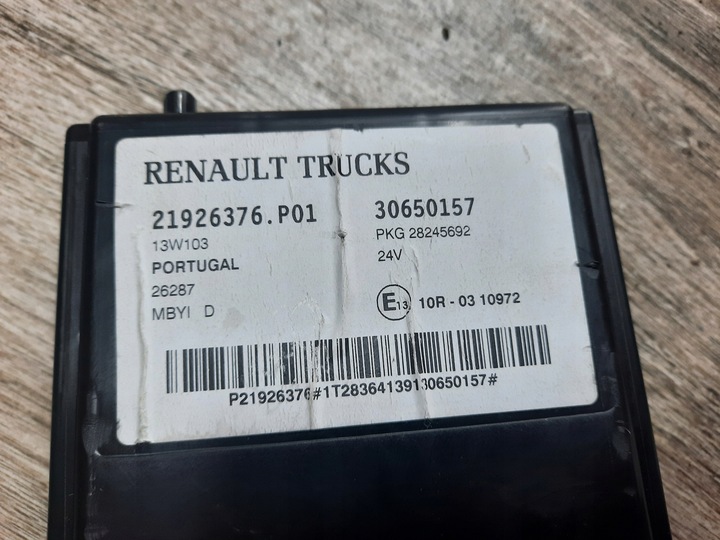 RENAULT TRUCKS
21926376.P01 30650157
13W103 PKG 28245692
PORTUGAL 24V
26287
MBYI D E13 10R - 03 10972
P21926376#1T28364139130650157#